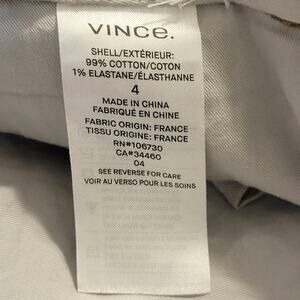 VINCE.
SHELL/EXTÉRIEUR:
99% COTTON/COTON
1% ELASTANE/ÉLASTHANNE
4
MADE IN CHINA
FABRIQUÉ EN CHINE
FABRIC ORIGIN: FRANCE
TISSU ORIGINE: FRANCE
RN#106730
CA#34460
04
SEE REVERSE FOR CARE
VOIR AU VERSO POUR LES SOINS